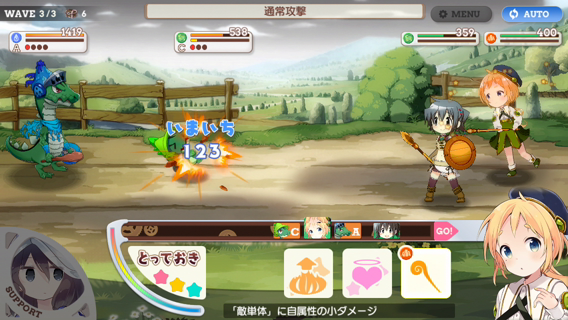 WAVE 3/3 6
通常攻撃
MENU
AUTO
1419
A
538
C
359
400
いまいち
123
C A GO!
とっておき
SUPPORT
「敵単体」に自属性の小ダメージ